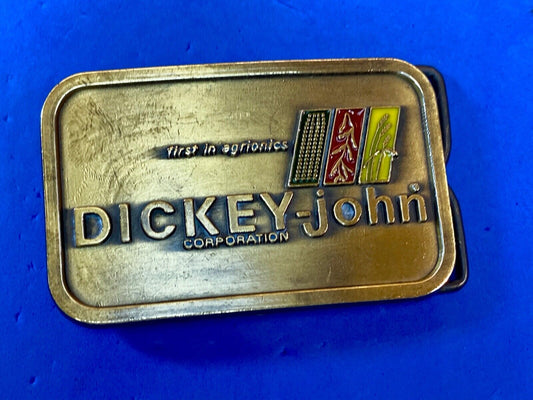 first in agrionics
DICKEY-john
CORPORATION